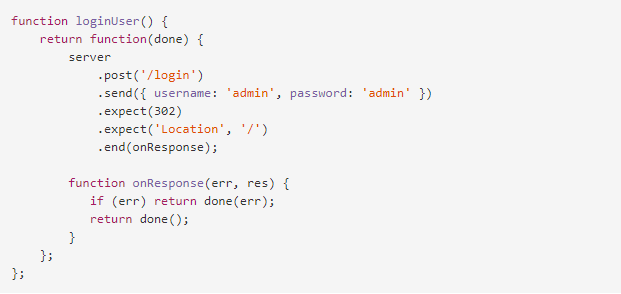 function loginUser() {
    return function(done) {
        server
            .post('/login')
            .send({ username: 'admin', password: 'admin' })
            .expect(302)
            .expect('Location', '/')
            .end(onResponse);

        function onResponse(err, res) {
           if (err) return done(err);
           return done();
        }
    };
};